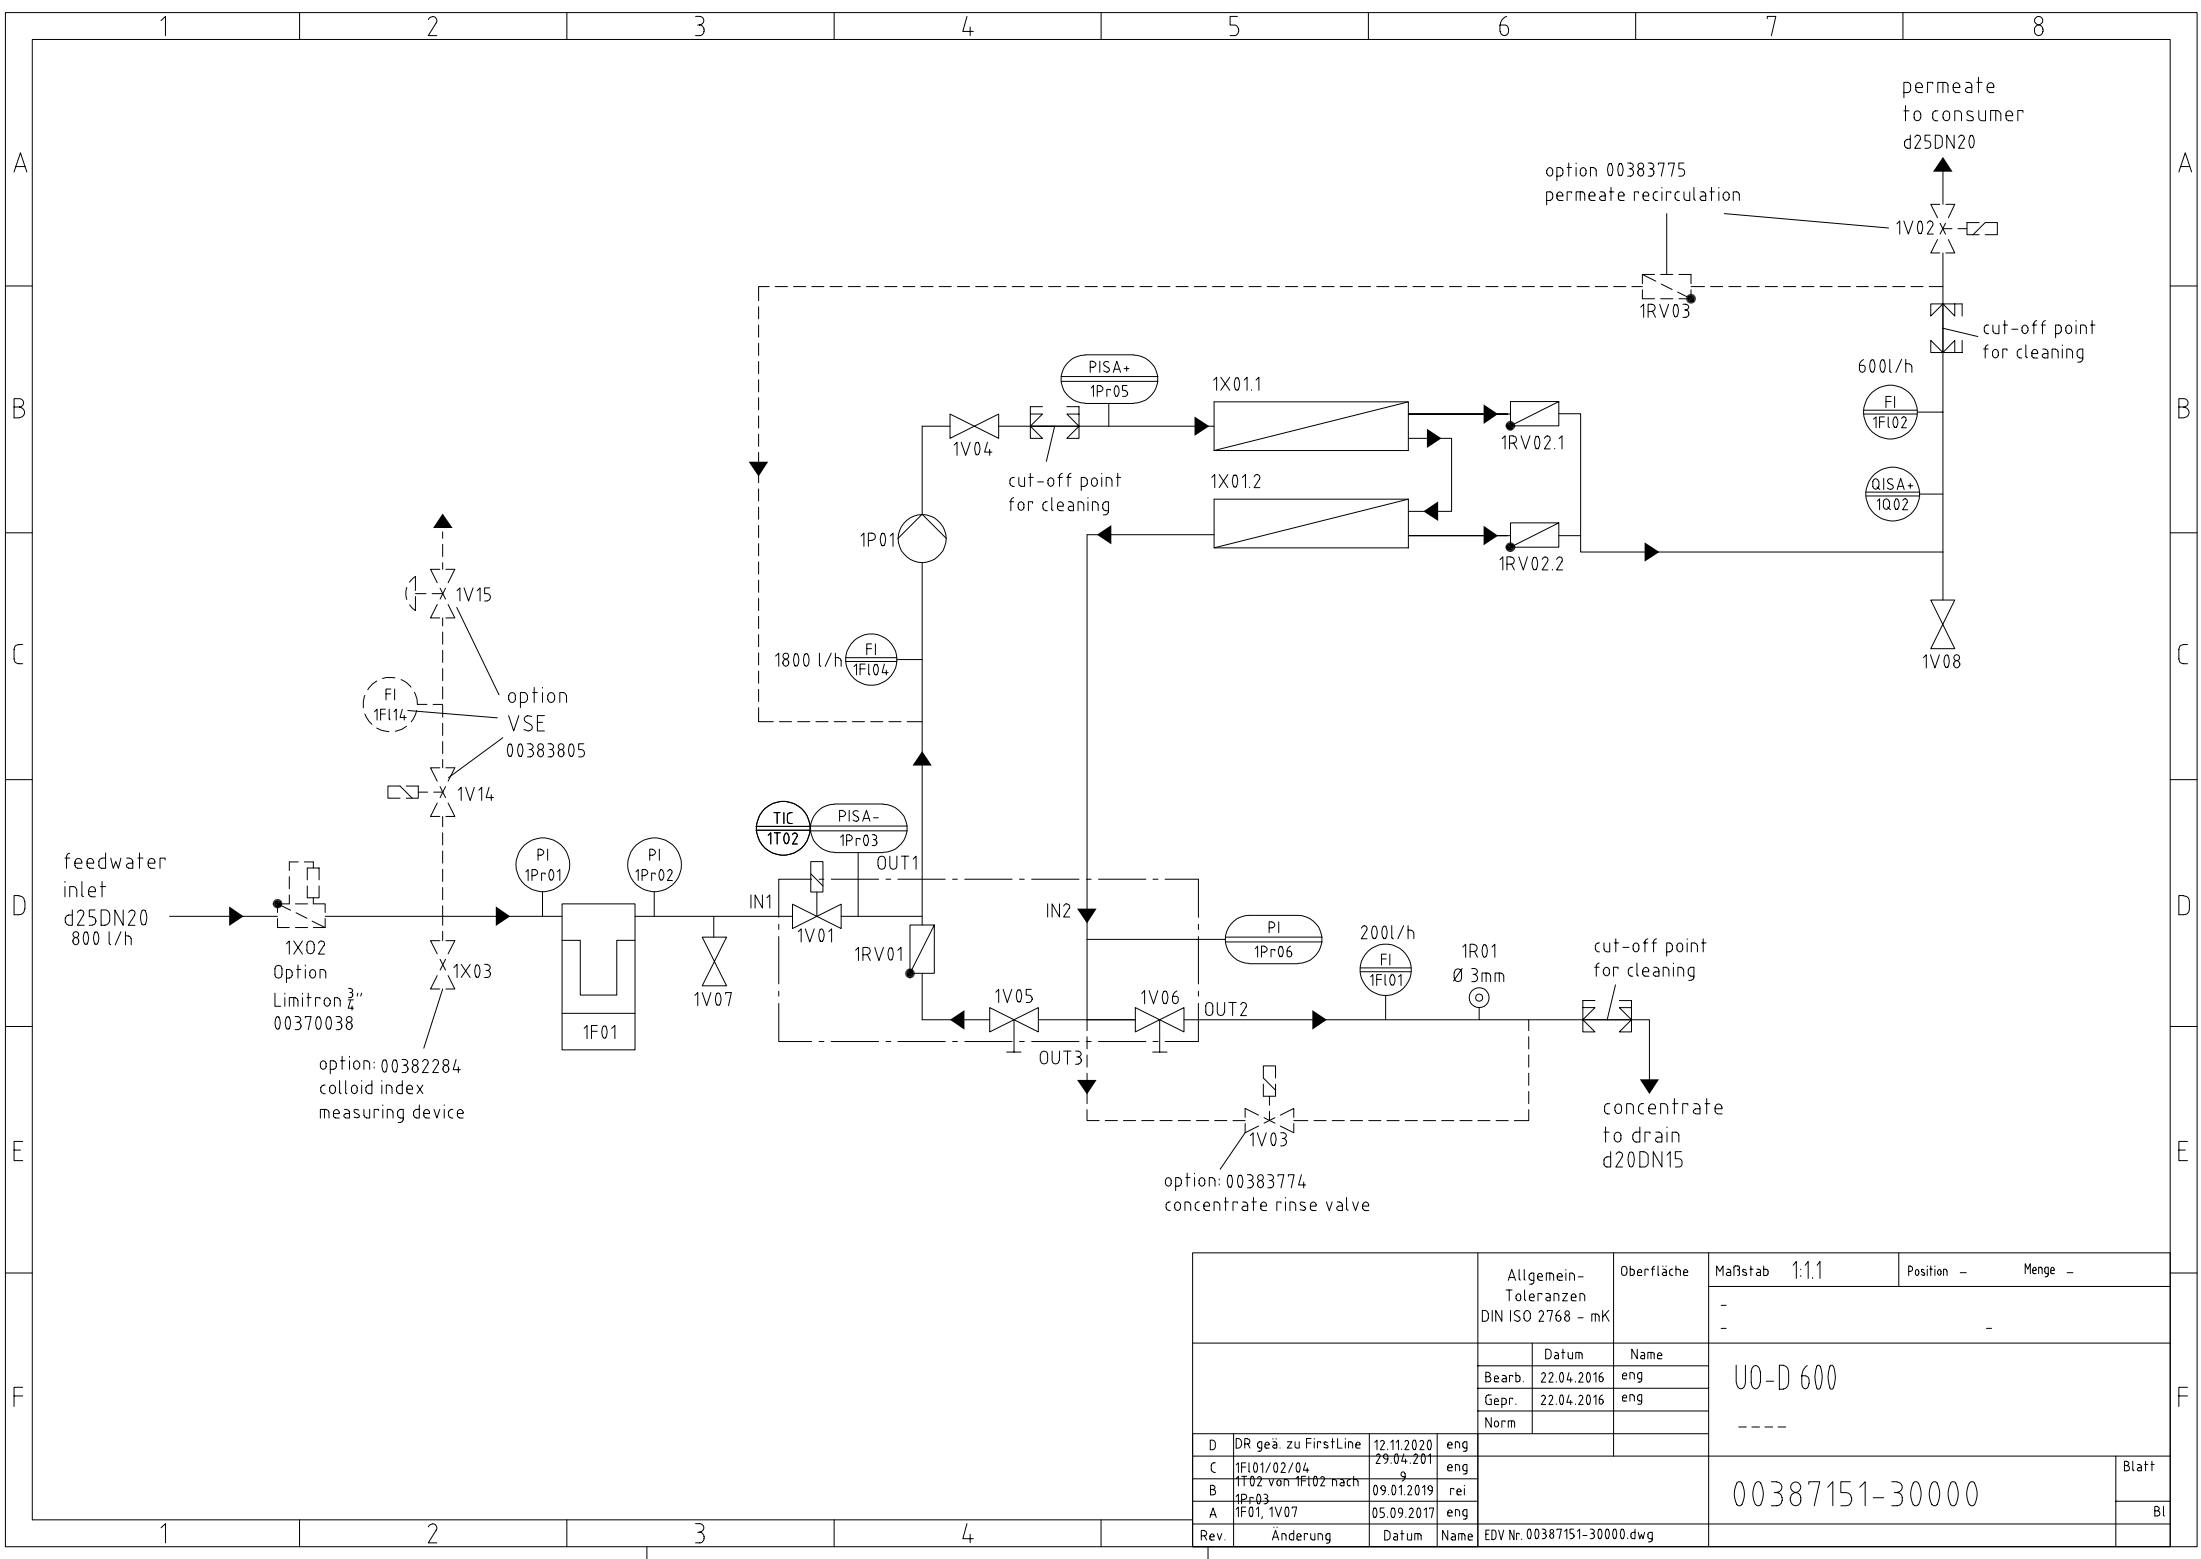 1 2 3 4 5 6 7 8
A
B
C
D
E
F
A
B
C
D
E
F
permeate
to consumer
d25DN20
option 00383775
permeate recirculation
1V02
1RV03
cut-off point
for cleaning
600l/h
FI
1Fl02
QISA+
1Q02
1V08
PISA+
1Pr05
1X01.1
1V04
cut-off point
for cleaning
1RV02.1
1X01.2
1RV02.2
1P01
1800 l/h
FI
1Fl04
1V15
FI
1Fl14
option
VSE
00383805
1V14
feedwater
inlet
d25DN20
800 l/h
1X02
Option
Limitron ¾"
00370038
1X03
option: 00382284
colloid index
measuring device
PI
1Pr01
PI
1Pr02
1F01
1V07
TIC
1T02
PISA-
1Pr03
OUT1
IN1
1V01
1RV01
IN2
PI
1Pr06
1V05
1V06
OUT2
OUT3
200l/h
FI
1Fl01
1R01
Ø 3mm
cut-off point
for cleaning
concentrate
to drain
d20DN15
1V03
option: 00383774
concentrate rinse valve
Allgemein-
Toleranzen
DIN ISO 2768 - mK
Oberfläche
Maßstab 1:1.1
Position -
Menge -
-
- -
Datum Name
Bearb. 22.04.2016 eng
Gepr. 22.04.2016 eng
Norm
UO-D 600
----
D DR geä. zu FirstLine 12.11.2020 eng
C 1Fl01/02/04 29.04.2019 eng
B 1T02 von 1Fl02 nach 1Pr03 09.01.2019 rei
A 1F01, 1V07 05.09.2017 eng
Rev. Änderung Datum Name
EDV Nr. 00387151-30000.dwg
00387151-30000
Blatt
Bl
1 2 3 4